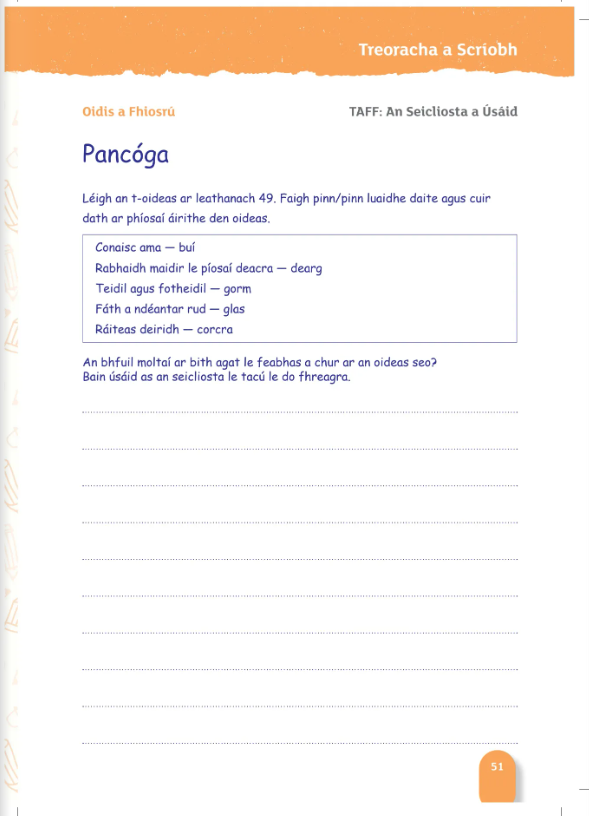 Treoracha a Scríobh
Oidis a Fhiosrú
TAFF: An Seicliosta a Úsáid
Pancóga
Léigh an t-oideas ar leathanach 49. Faigh pinn/pinn luaidhe daite agus cuir
dath ar phíosaí áirithe den oideas.
Conaisc ama — buí
Rabhaidh maidir le píosaí deacra — dearg
Teidil agus fotheidil — gorm
Fáth a ndéantar rud — glas
Ráiteas deiridh — corcra
An bhfuil moltaí ar bith agat le feabhas a chur ar an oideas seo?
Bain úsáid as an seicliosta le tacú le do fhreagra.
51